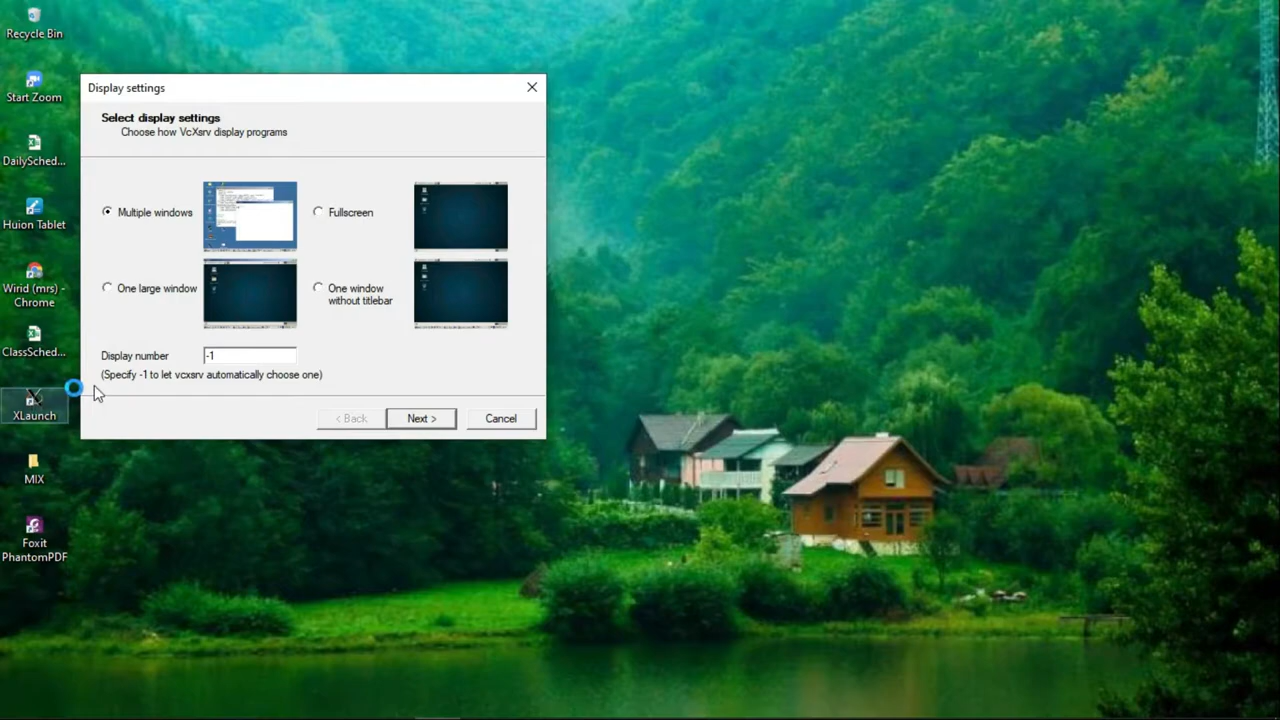 Recycle Bin
Start Zoom
DailySched...
Huion Tablet
Wirid (mrs) -
Chrome
ClassSched...
XLaunch
MIX
Foxit
PhantomPDF
Display settings
Select display settings
Choose how VcXsrv display programs
Multiple windows
Fullscreen
One large window
One window
without titlebar
Display number
-1
(Specify -1 to let vcxsrv automatically choose one)
< Back
Next >
Cancel